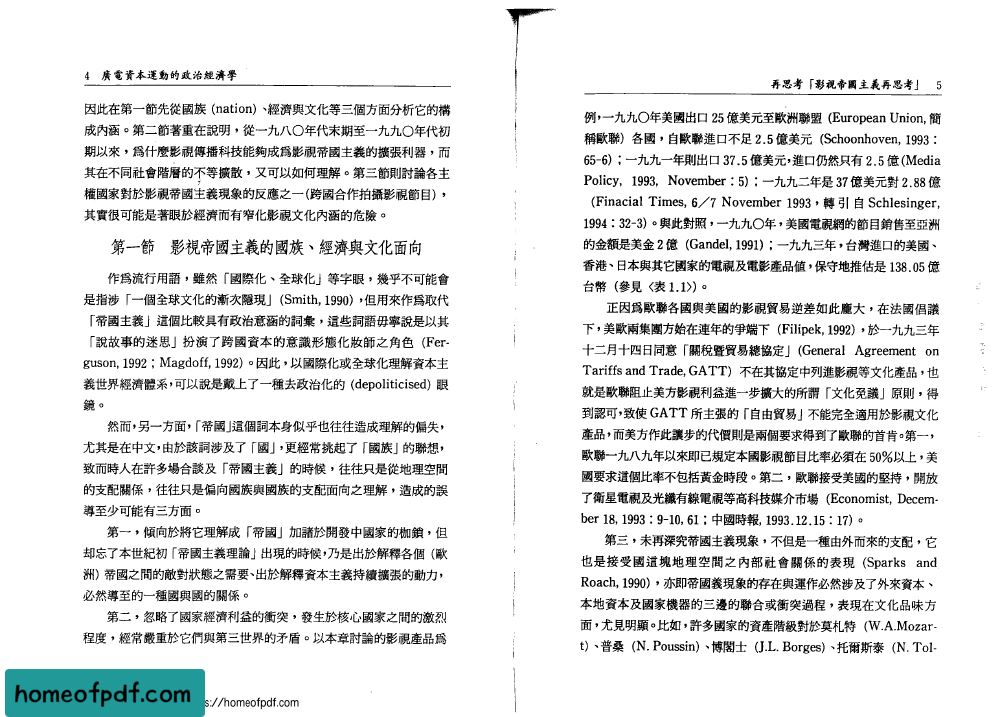 4 廣電資本運動的政治經濟學
因此在第一節先從國族 (nation)、經濟與文化等三個方面分析它的構
成內涵。第二節著重在說明，從一九八〇年代末期至一九九〇年代初
期以來，爲什麼影視傳播科技能夠成爲影視帝國主義的擴張利器，而
其在不同社會階層的不等擴散，又可以如何理解。第三節則討論各主
權國家對於影視帝國主義現象的反應之一(跨國合作拍攝影視節目)，
其實很可能是著眼於經濟而有窄化影視文化內涵的危險。
第一節 影視帝國主義的國族、經濟與文化面向
作爲流行用語，雖然「國際化、全球化」等字眼，幾乎不可能會
是指涉「一個全球文化的漸次隱現」(Smith, 1990)，但用來作爲取代
「帝國主義」這個比較具有政治意涵的詞彙，這些詞語毋寧說是以其
「說故事的迷思」扮演了跨國資本的意識形態化妝師之角色 (Fer-
guson, 1992；Magdoff, 1992)。因此，以國際化或全球化理解資本主
義世界經濟體系，可以說是戴上了一種去政治化的 (depoliticised) 眼
鏡。
然而，另一方面，「帝國」這個詞本身似乎也往往造成理解的偏失，
尤其是在中文，由於該詞涉及了「國」，更經常挑起了「國族」的聯想，
致而時人在許多場合談及「帝國主義」的時候，往往只是從地理空間
的支配關係，往往只是偏向國族與國族的支配面向之理解，造成的誤
導至少可能有三方面。
第一，傾向於將它理解成「帝國」加諸於開發中國家的枷鎖，但
却忘了本世紀初「帝國主義理論」出現的時候，乃是出於解釋各個 (歐
洲) 帝國之間的敵對狀態之需要、出於解釋資本主義持續擴張的動力，
必然導至的一種國與國的關係。
第二，忽略了國家經濟利益的衝突，發生於核心國家之間的激烈
程度，經常嚴重於它們與第三世界的矛盾。以本章討論的影視產品爲
homeofpdf.com
s://homeofpdf.com
再思考「影視帝國主義再思考」 5
例，一九九〇年美國出口 25 億美元至歐洲聯盟 (European Union, 簡
稱歐聯) 各國，自歐聯進口不足 2.5 億美元 (Schoonhoven, 1993：
65-6)；一九九一年則出口 37.5 億美元，進口仍然只有 2.5 億 (Media
Policy, 1993, November：5)；一九九二年是 37 億美元對 2.88 億
(Finacial Times, 6／7 November 1993，轉引自 Schlesinger,
1994：32-3)。與此對照，一九九〇年，美國電視網的節目銷售至亞洲
的金額是美金 2 億 (Gandel, 1991)；一九九三年，台灣進口的美國、
香港、日本與其它國家的電視及電影產品值，保守地推估是 138.05 億
台幣 (參見〈表 1.1〉)。
正因爲歐聯各國與美國的影視貿易逆差如此龐大，在法國倡議
下，美歐兩集團方始在連年的爭端下 (Filipek, 1992)，於一九九三年
十二月十四日同意「關稅暨貿易總協定」(General Agreement on
Tariffs and Trade, GATT) 不在其協定中列進影視等文化產品，也
就是歐聯阻止美方影視利益進一步擴大的所謂「文化免議」原則，得
到認可，致使 GATT 所主張的「自由貿易」不能完全適用於影視文化
產品，而美方作此讓步的代價則是兩個要求得到了歐聯的首肯。第一，
歐聯一九八九年以來即已規定本國影視節目比率必須在 50%以上，美
國要求這個比率不包括黃金時段。第二，歐聯接受美國的堅持，開放
了衛星電視及光纖有線電視等高科技媒介市場 (Economist, Decem-
ber 18, 1993：9-10, 61；中國時報, 1993.12.15：17)。
第三，未再深究帝國主義現象，不但是一種由外而來的支配，它
也是接受國這塊地理空間之內部社會關係的表現 (Sparks and
Roach, 1990)，亦即帝國義現象的存在與運作必然涉及了外來資本、
本地資本及國家機器的三邊的聯合或衝突過程，表現在文化品味方
面，尤見明顯。比如，許多國家的資產階級對於莫札特 (W.A.Mozar-
t)、普桑 (N. Poussin)、博閣士 (J.L. Borges)、托爾斯泰 (N. Tol-